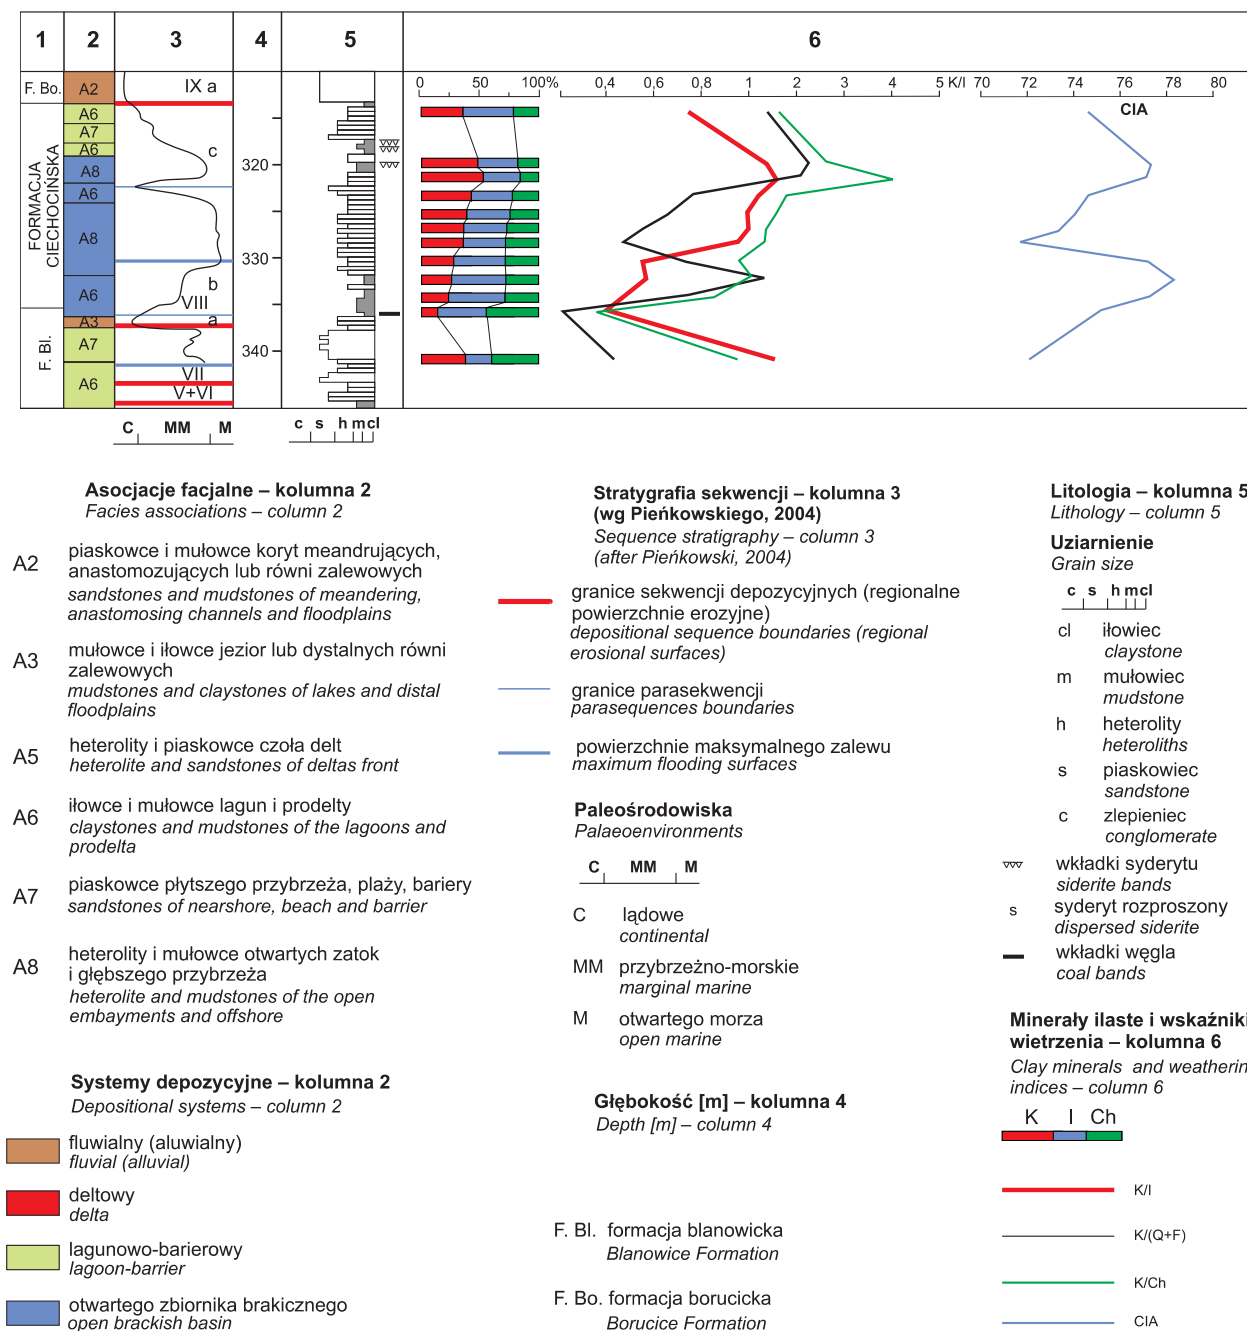 1 2 3 4 5 6
F. Bo.
FORMACJA
CIECHOCIŃSKA
F. Bl.
A2
A6
A7
A6
A8
A6
A8
A6
A3
A7
A6
IX a
c
b
VIII
a
VII
V+VI
320
330
340
0 50 100%
0,4 0,6 0,8 1 2 3 4 5 K/I
70 72 74 76 78 80
CIA
C MM M
c s h m cl
Asocjacje facjalne – kolumna 2
Facies associations – column 2
A2
piaskowce i mułowce koryt meandrujących,
anastomozujących lub równi zalewowych
sandstones and mudstones of meandering,
anastomosing channels and floodplains
A3
mułowce i iłowce jezior lub dystalnych równi
zalewowych
mudstones and claystones of lakes and distal
floodplains
A5
heterolity i piaskowce czoła delt
heterolite and sandstones of deltas front
A6
iłowce i mułowce lagun i prodelty
claystones and mudstones of the lagoons and
prodelta
A7
piaskowce płytszego przybrzeża, plaży, bariery
sandstones of nearshore, beach and barrier
A8
heterolity i mułowce otwartych zatok
i głębszego przybrzeża
heterolite and mudstones of the open
embayments and offshore
Systemy depozycyjne – kolumna 2
Depositional systems – column 2
fluwialny (aluwialny)
fluvial (alluvial)
deltowy
delta
lagunowo-barierowy
lagoon-barrier
otwartego zbiornika brakicznego
open brackish basin
Stratygrafia sekwencji – kolumna 3
(wg Pieńkowskiego, 2004)
Sequence stratigraphy – column 3
(after Pieńkowski, 2004)
granice sekwencji depozycyjnych (regionalne
powierzchnie erozyjne)
depositional sequence boundaries (regional
erosional surfaces)
granice parasekwencji
parasequences boundaries
powierzchnie maksymalnego zalewu
maximum flooding surfaces
Paleośrodowiska
Palaeoenvironments
C MM M
C lądowe
continental
MM przybrzeżno-morskie
marginal marine
M otwartego morza
open marine
Głębokość [m] – kolumna 4
Depth [m] – column 4
F. Bl. formacja blanowicka
Blanowice Formation
F. Bo. formacja borucicka
Borucice Formation
Litologia – kolumna 5
Lithology – column 5
Uziarnienie
Grain size
c s h m cl
cl iłowiec
claystone
m mułowiec
mudstone
h heterolity
heteroliths
s piaskowiec
sandstone
c zlepieniec
conglomerate
wkładki syderytu
siderite bands
s syderyt rozproszony
dispersed siderite
wkładki węgla
coal bands
Minerały ilaste i wskaźniki
wietrzenia – kolumna 6
Clay minerals and weatherin
indices – column 6
K I Ch
K/I
K/(Q+F)
K/Ch
CIA